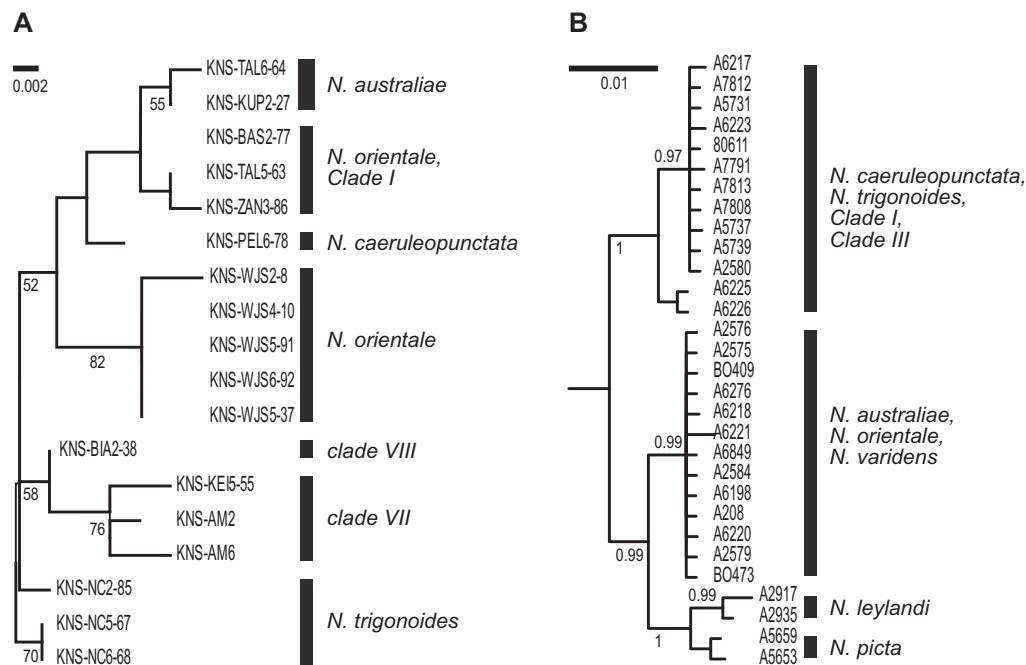 A
0.002
KNS-TAL6-64
KNS-KUP2-27
55
N. australiae
KNS-BAS2-77
KNS-TAL5-63
KNS-ZAN3-86
N. orientale,
Clade I
KNS-PEL6-78
N. caeruleopunctata
52
KNS-WJS2-8
KNS-WJS4-10
KNS-WJS5-91
KNS-WJS6-92
KNS-WJS5-37
82
N. orientale
KNS-BIA2-38
clade VIII
58
KNS-KEI5-55
KNS-AM2
KNS-AM6
76
clade VII
KNS-NC2-85
KNS-NC5-67
KNS-NC6-68
70
N. trigonoides
B
0.01
A6217
A7812
A5731
A6223
80611
A7791
A7813
A7808
A5737
A5739
A2580
A6225
A6226
0.97
1
N. caeruleopunctata,
N. trigonoides,
Clade I,
Clade III
A2576
A2575
BO409
A6276
A6218
A6221
A6849
A2584
A6198
A208
A6220
A2579
BO473
0.99
0.99
N. australiae,
N. orientale,
N. varidens
A2917
A2935
0.99
N. leylandi
1
A5659
A5653
N. picta